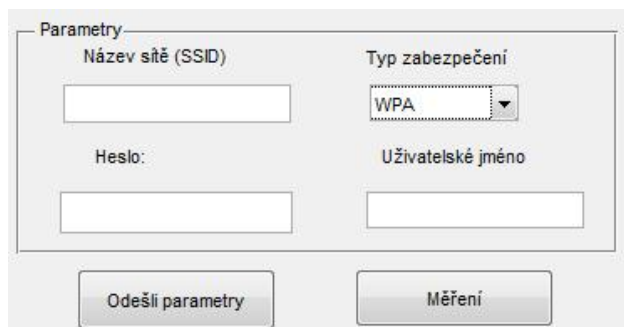 Parametry
Název sítě (SSID)
Typ zabezpečení
WPA
Heslo:
Uživatelské jméno
Odešli parametry
Měření